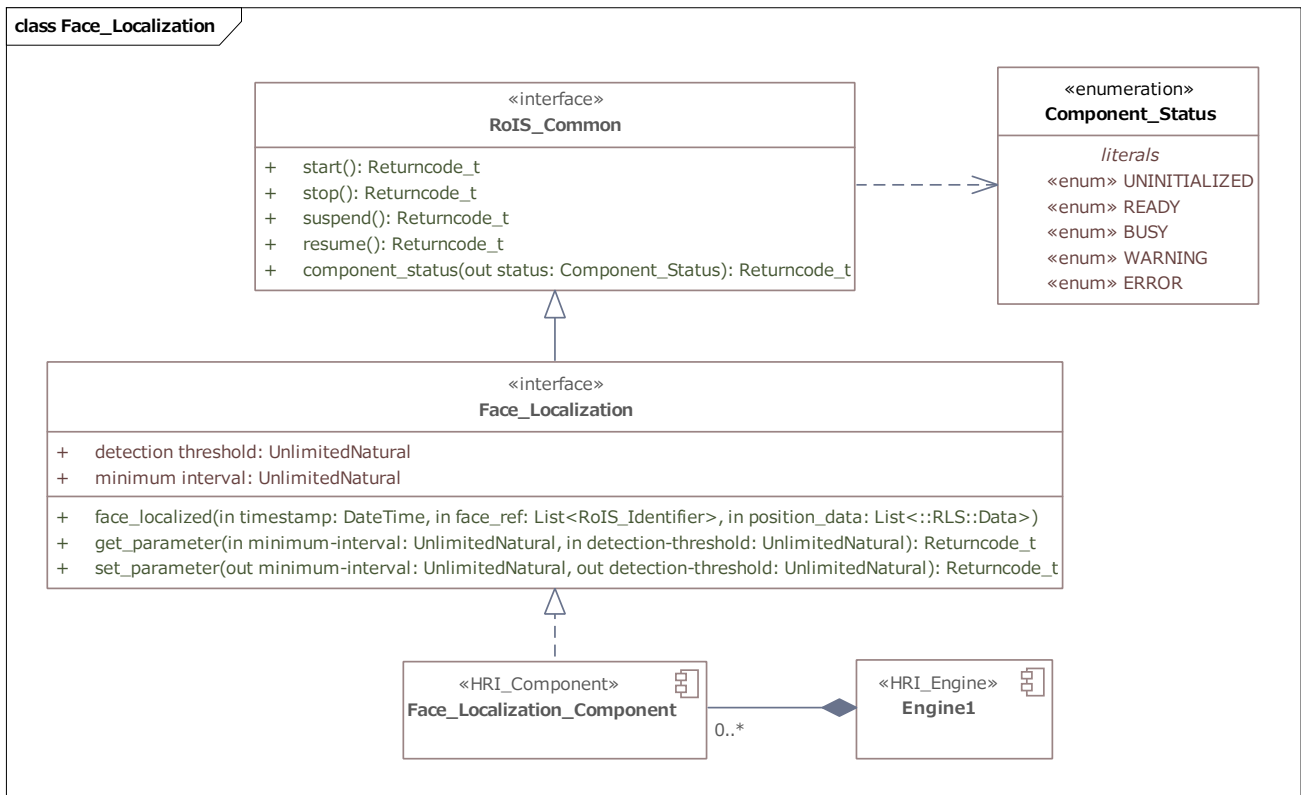 class Face_Localization
«interface»
RoIS_Common
+ start(): Returncode_t
+ stop(): Returncode_t
+ suspend(): Returncode_t
+ resume(): Returncode_t
+ component_status(out status: Component_Status): Returncode_t
«enumeration»
Component_Status
literals
«enum» UNINITIALIZED
«enum» READY
«enum» BUSY
«enum» WARNING
«enum» ERROR
«interface»
Face_Localization
+ detection threshold: UnlimitedNatural
+ minimum interval: UnlimitedNatural
+ face_localized(in timestamp: DateTime, in face_ref: List<RoIS_Identifier>, in position_data: List<::RLS::Data>)
+ get_parameter(in minimum-interval: UnlimitedNatural, in detection-threshold: UnlimitedNatural): Returncode_t
+ set_parameter(out minimum-interval: UnlimitedNatural, out detection-threshold: UnlimitedNatural): Returncode_t
«HRI_Component»
Face_Localization_Component
0..*
«HRI_Engine»
Engine1